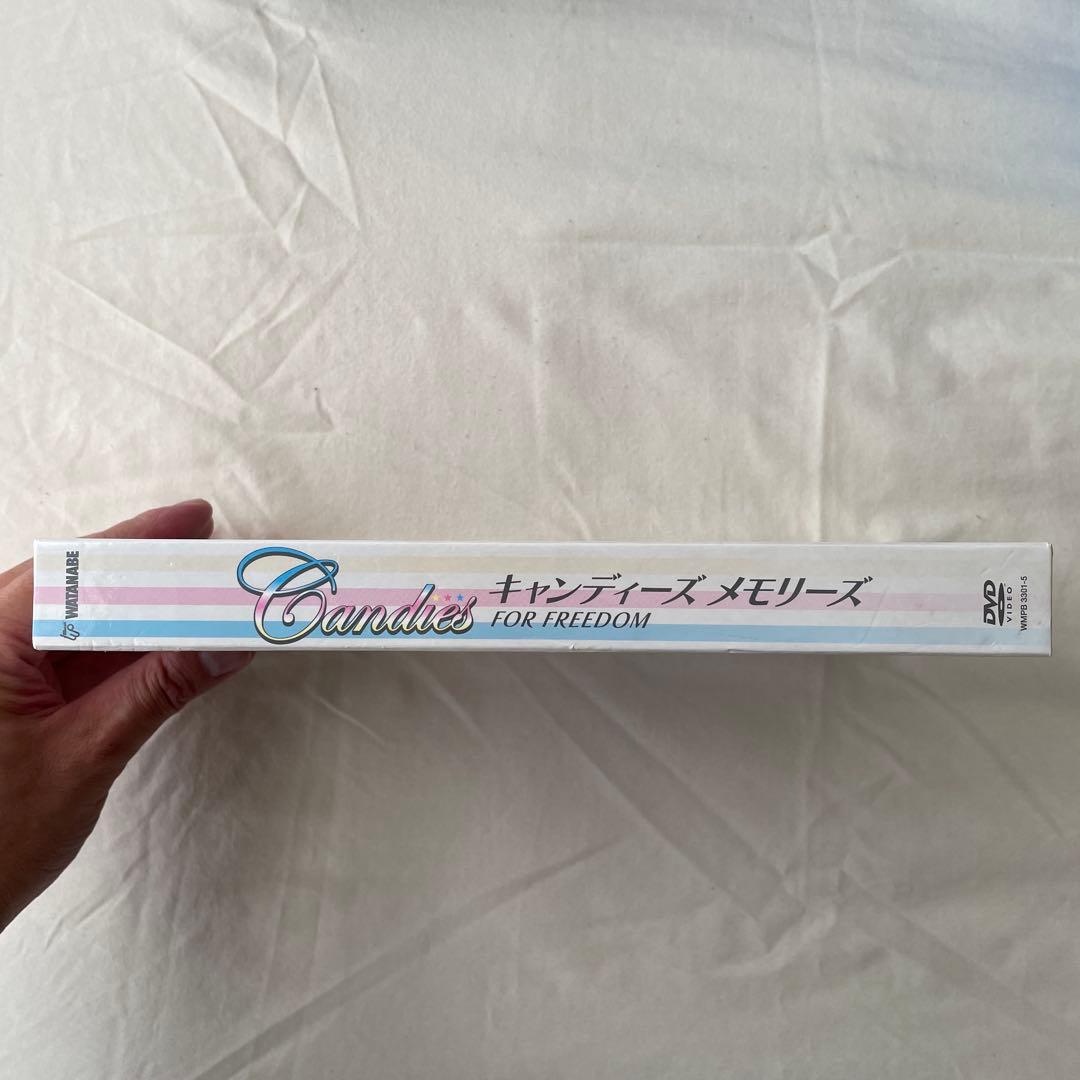 WATANABE
Candies
キャンディーズ メモリーズ
FOR FREEDOM
DVD
VIDEO
WMPB 3301-5